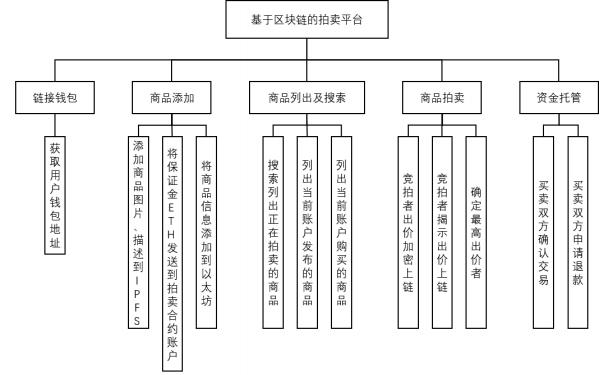 基于区块链的拍卖平台
链接钱包
商品添加
商品列出及搜索
商品拍卖
资金托管
获取用户钱包地址
添加商品图片、描述到IPFS
将保证金ETH发送到拍卖合约账户
将商品信息添加到以太坊
搜索列出正在拍卖的商品
列出当前账户发布的商品
列出当前账户购买的商品
竞拍者出价加密上链
竞拍者揭示出价上链
确定最高出价者
买卖双方确认交易
买卖双方申请退款